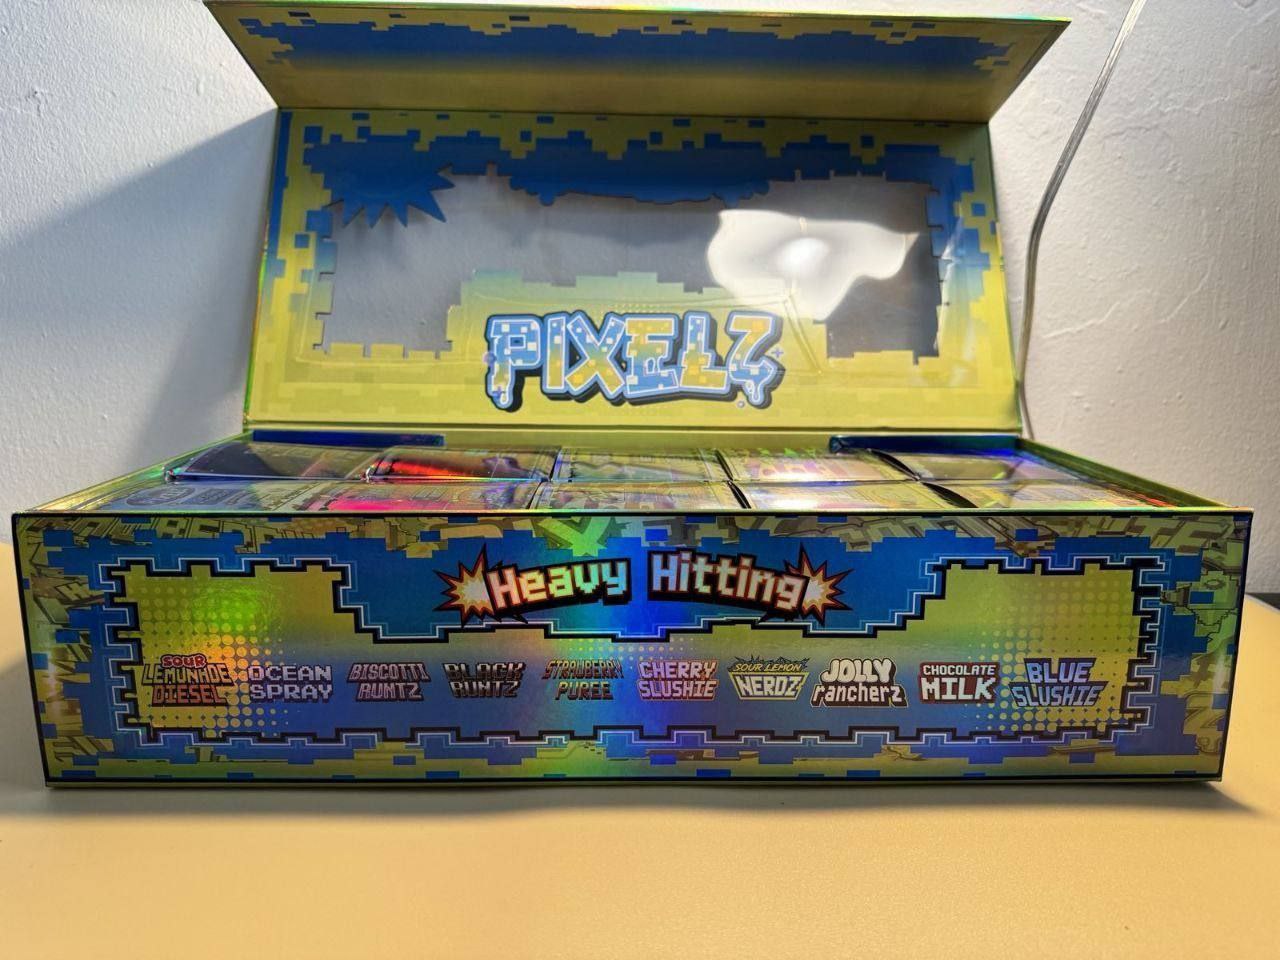 PIXELZ
Heavy Hitting
SOUR
LEMUNHDE
DIESEL
OCEAN
SPRAY
BISCOTTI
RUNTZ
BLACK
RUNTZ
STRAWBERRY
PUREE
CHERRY
SLUSHIE
SOUR LEMON
NERDZ
JOLLY
rancherz
CHOCOLATE
MILK
BLUE
SLUSHIE